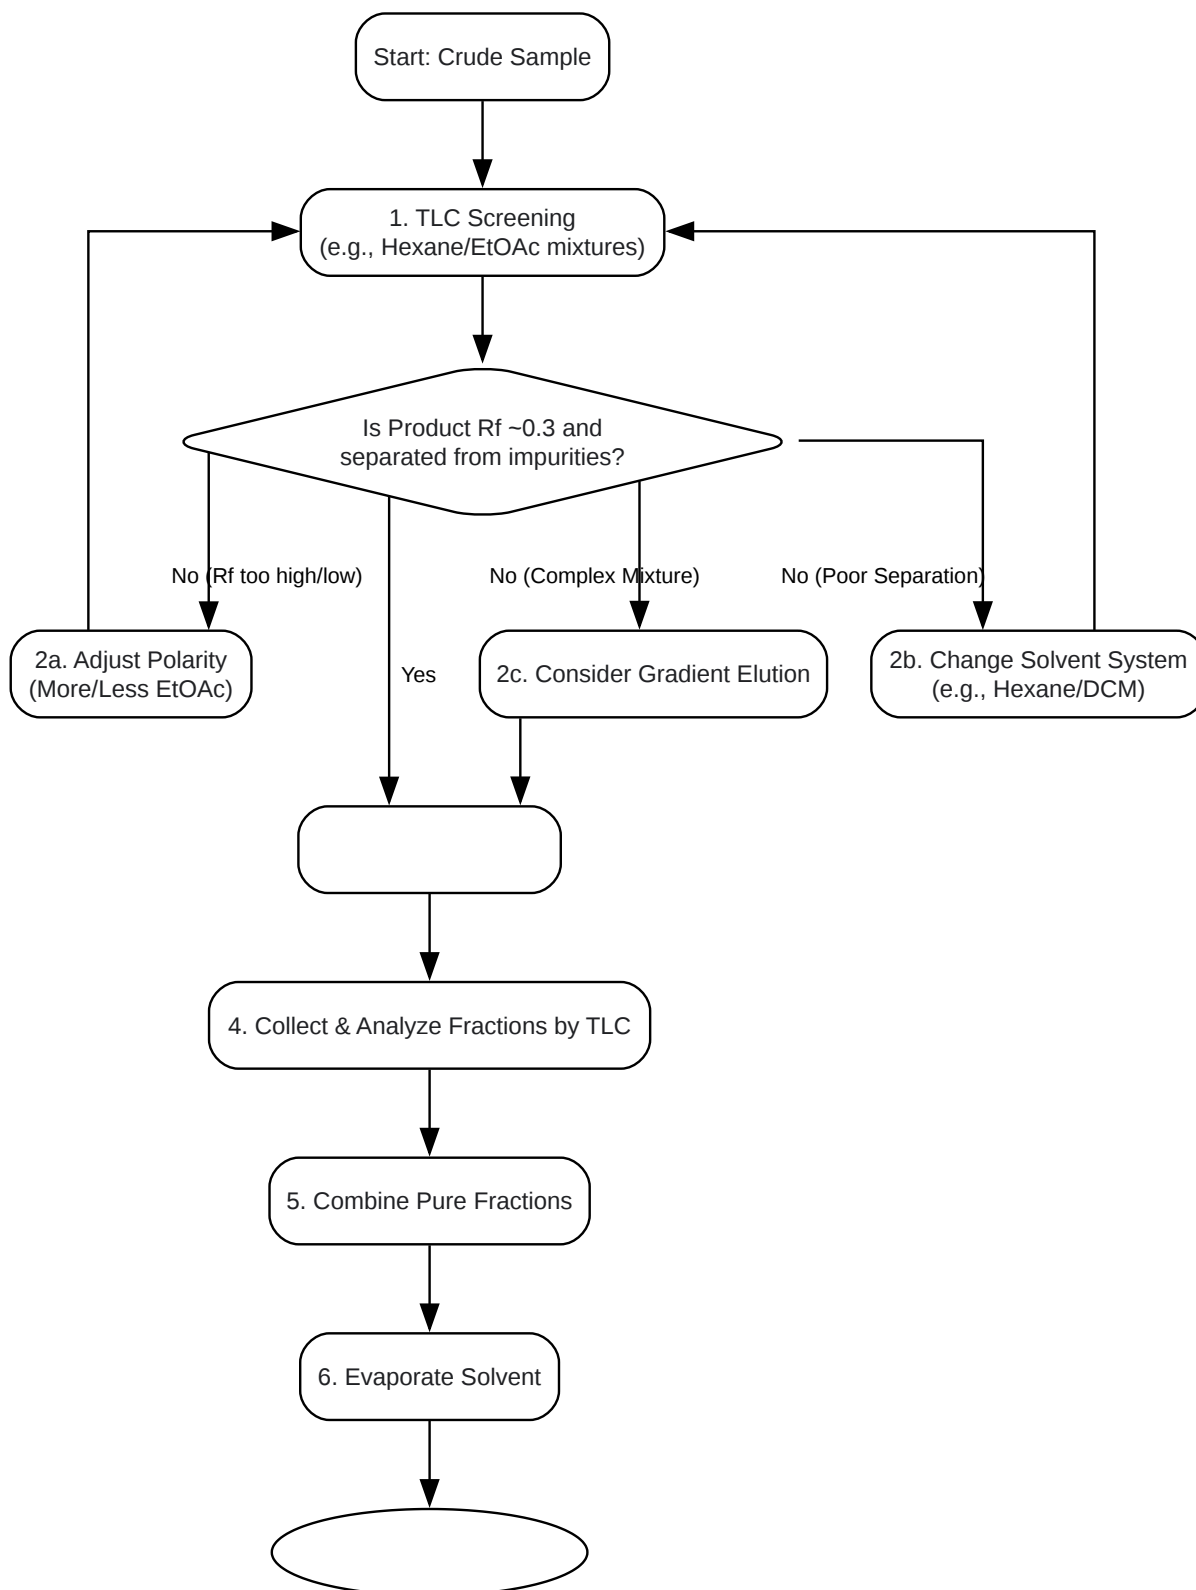 Start: Crude Sample
1. TLC Screening
(e.g., Hexane/EtOAc mixtures)
Is Product Rf ~0.3 and
separated from impurities?
No (Rf too high/low)
No (Complex Mixture)
No (Poor Separation)
2a. Adjust Polarity
(More/Less EtOAc)
Yes
2c. Consider Gradient Elution
2b. Change Solvent System
(e.g., Hexane/DCM)
4. Collect & Analyze Fractions by TLC
5. Combine Pure Fractions
6. Evaporate Solvent